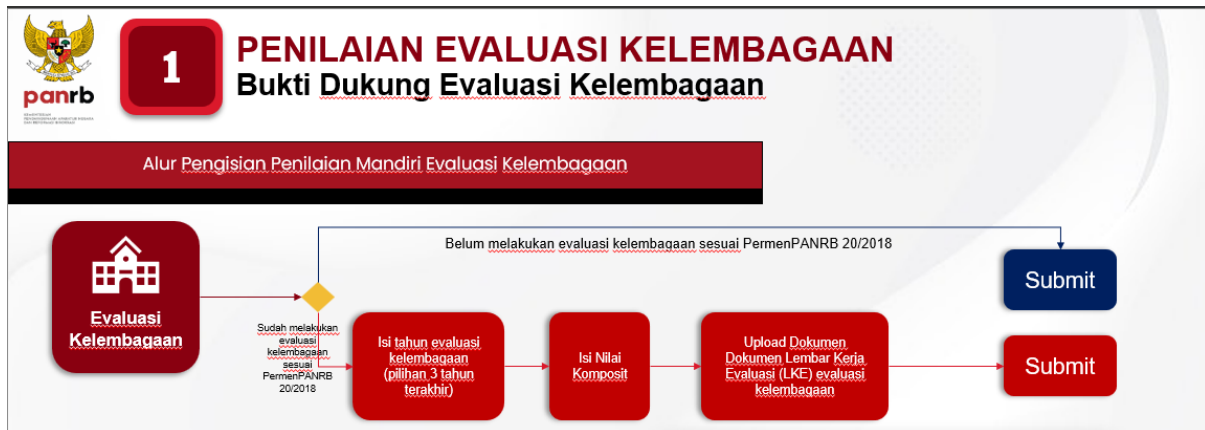 panrb
1
PENILAIAN EVALUASI KELEMBAGAAN
Bukti Dukung Evaluasi Kelembagaan
Alur Pengisian Penilaian Mandiri Evaluasi Kelembagaan
Belum melakukan evaluasi kelembagaan sesuai PermenPANRB 20/2018
Submit
Evaluasi
Kelembagaan
Sudah melakukan
evaluasi
kelembagaan
sesuai
PermenPANRB
20/2018
Isi tahun evaluasi
kelembagaan
(pilihan 3 tahun
terakhir)
Isi Nilai
Komposit
Upload Dokumen
Dokumen Lembar Kerja
Evaluasi (LKE) evaluasi
kelembagaan
Submit